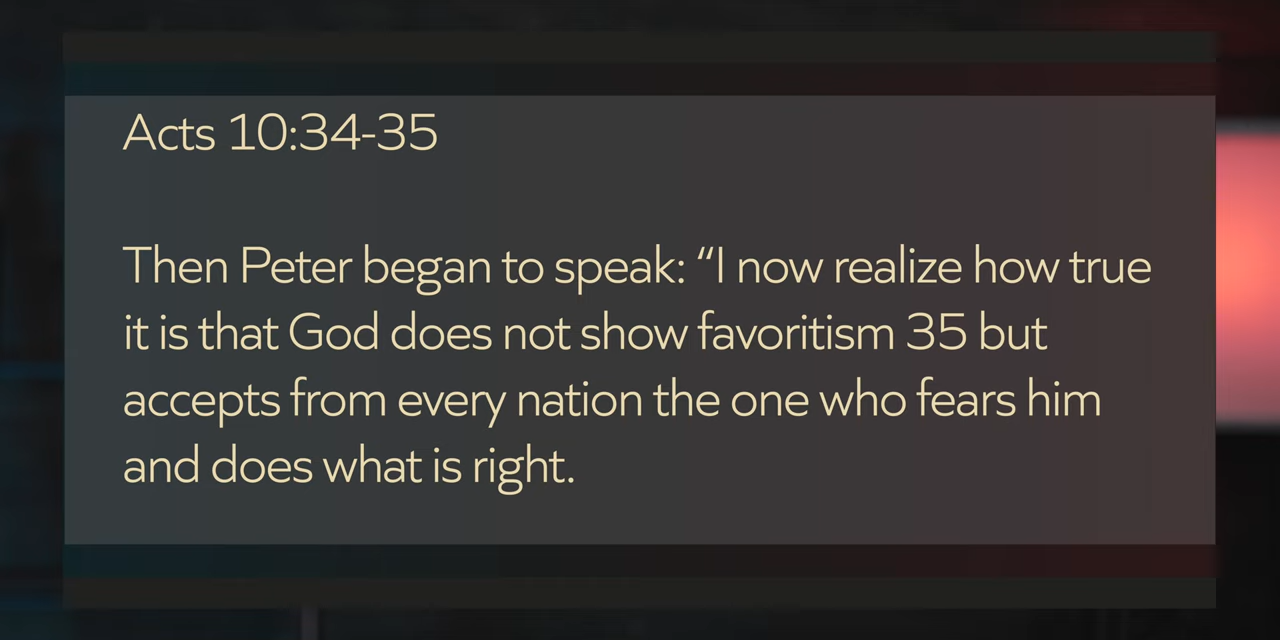 Acts 10:34-35
Then Peter began to speak: “I now realize how true
it is that God does not show favoritism 35 but
accepts from every nation the one who fears him
and does what is right.